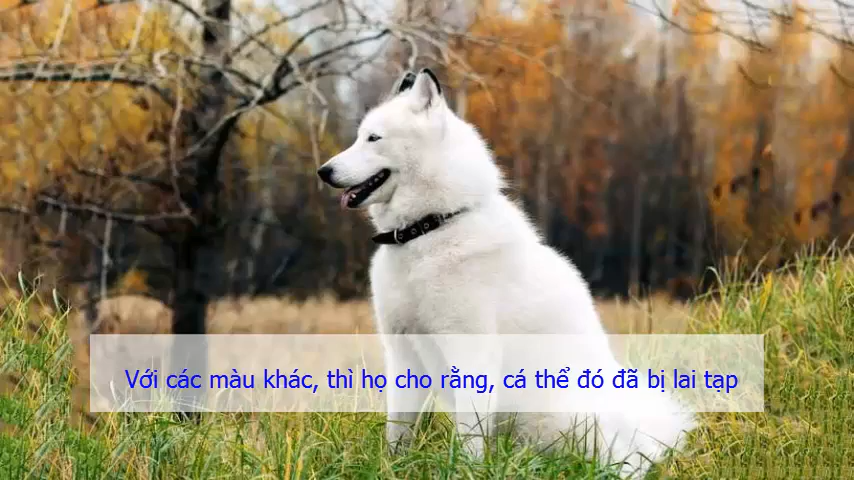 Với các màu khác, thì họ cho rằng, cá thể đó đã bị lai tạp